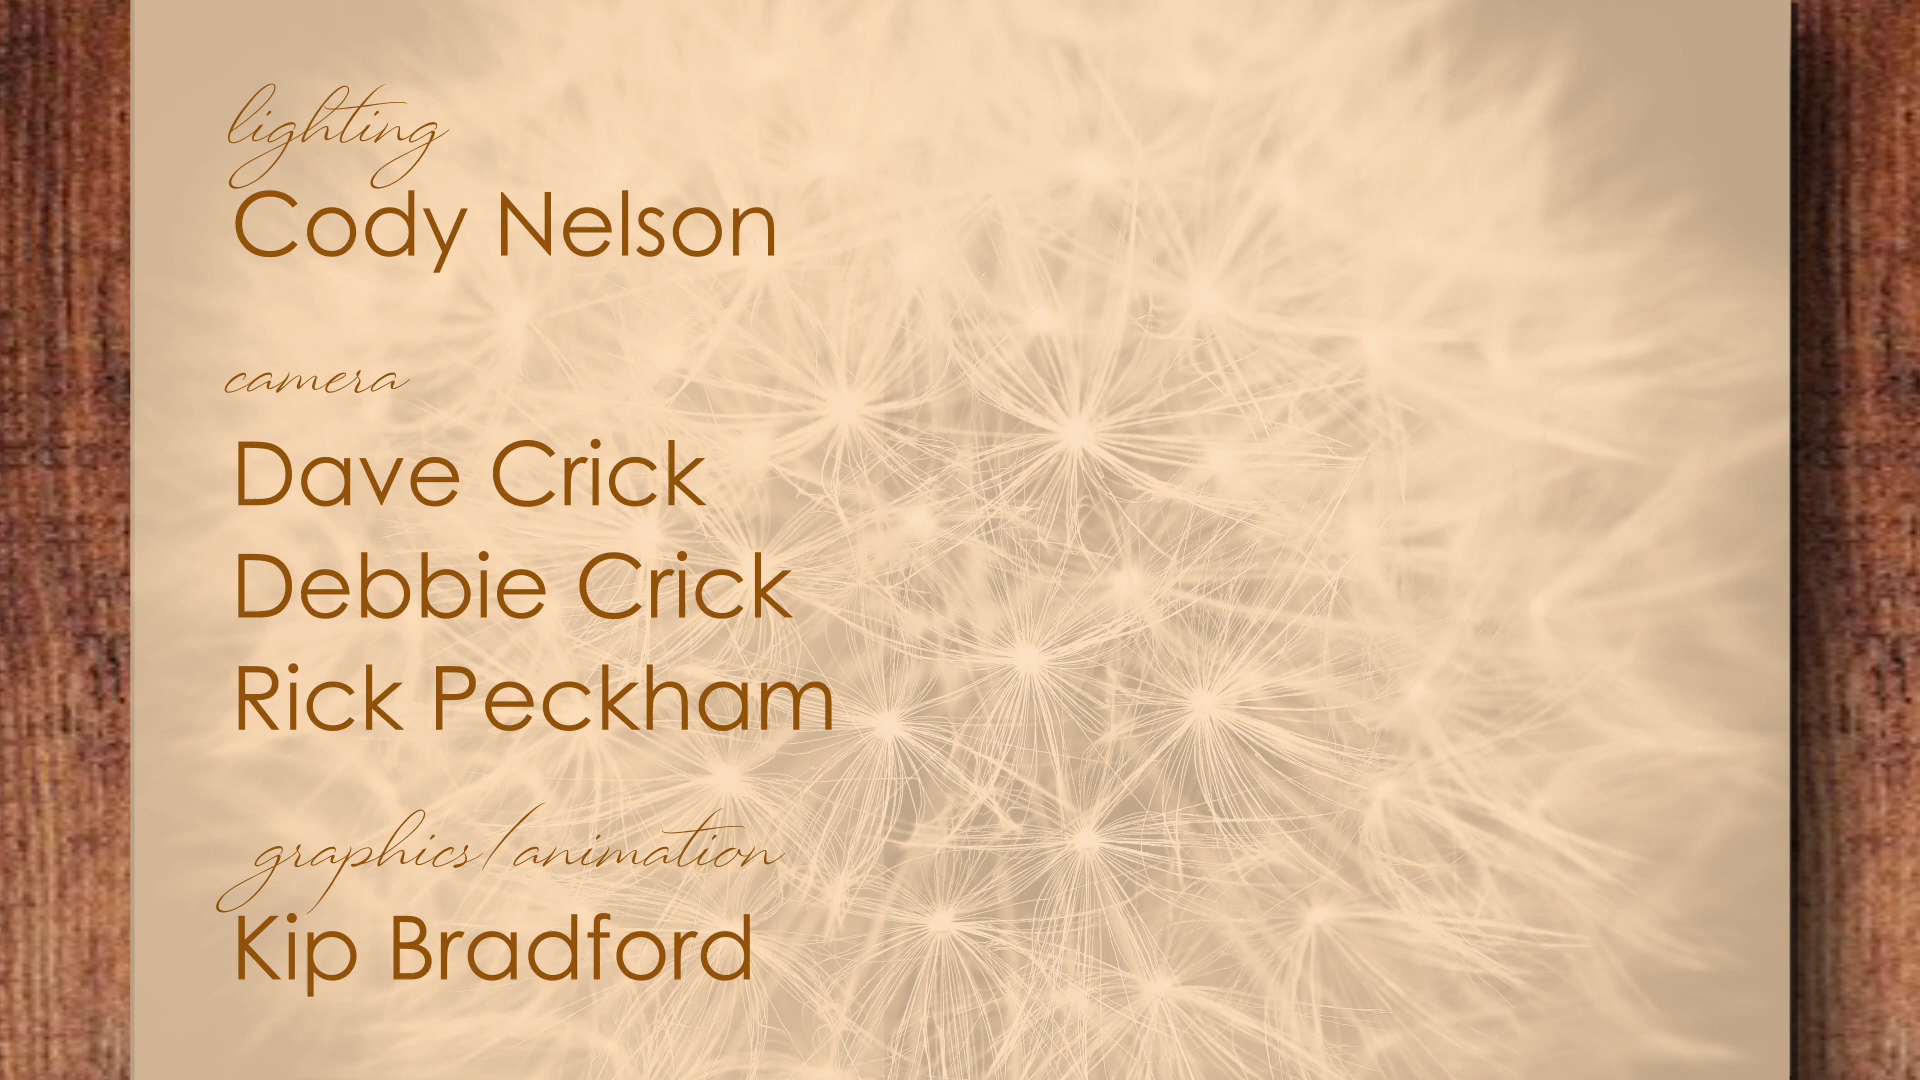 lighting
Cody Nelson
camera
Dave Crick
Debbie Crick
Rick Peckham
graphics/animation
Kip Bradford